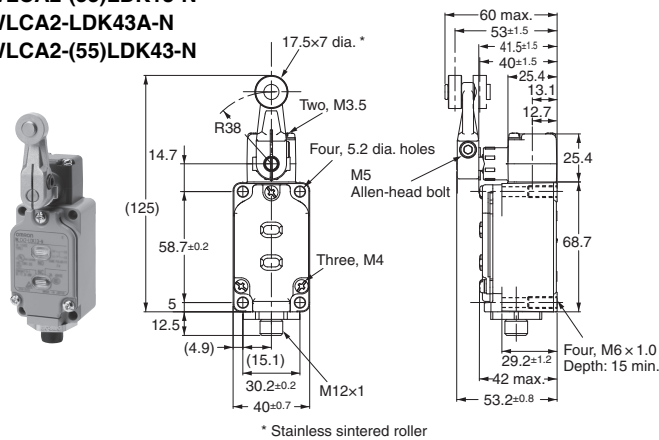 WLCA2-LDK43A-N
WLCA2-(55)LDK43-N
17.5×7 dia. *
Two, M3.5
R38
Four, 5.2 dia. holes
14.7
(125)
58.7±0.2
Three, M4
5
12.5
(4.9)
(15.1)
30.2±0.2
M12×1
40±0.7
60 max.
53±1.5
41.5±1.5
40±1.5
25.4
13.1
12.7
M5
Allen-head bolt
25.4
68.7
29.2±1.2
Four, M6 × 1.0
Depth: 15 min.
42 max.
53.2±0.8
* Stainless sintered roller